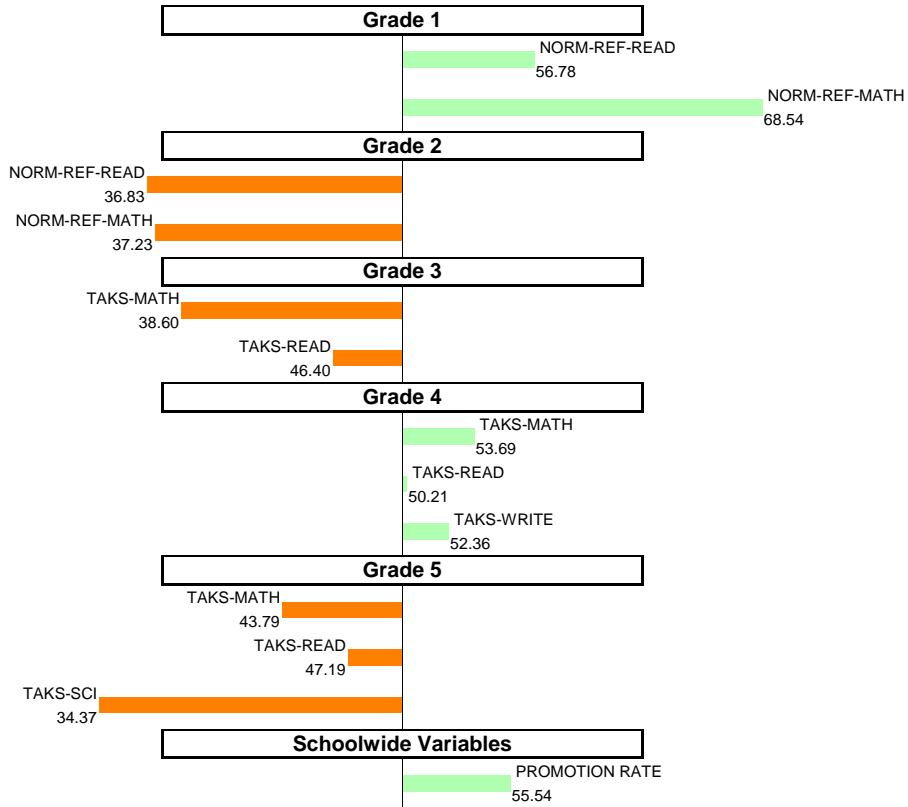 Grade 1
NORM-REF-READ
56.78
NORM-REF-MATH
68.54
Grade 2
NORM-REF-READ
36.83
NORM-REF-MATH
37.23
Grade 3
TAKS-MATH
38.60
TAKS-READ
46.40
Grade 4
TAKS-MATH
53.69
TAKS-READ
50.21
TAKS-WRITE
52.36
Grade 5
TAKS-MATH
43.79
TAKS-READ
47.19
TAKS-SCI
34.37
Schoolwide Variables
PROMOTION RATE
55.54